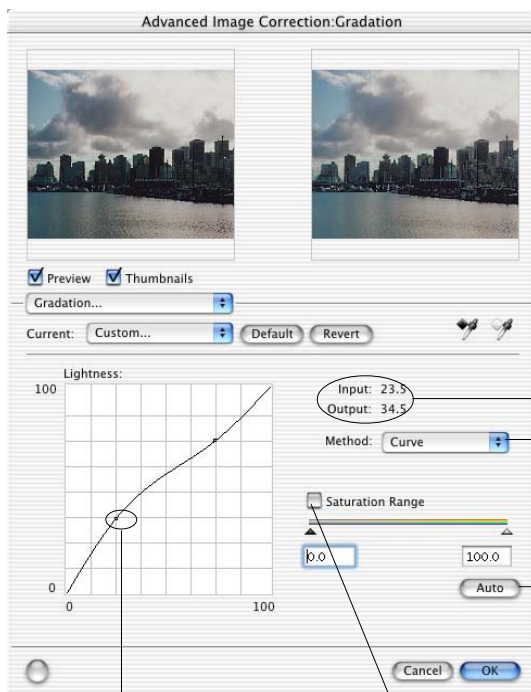 Advanced Image Correction:Gradation
Preview Thumbnails
Gradation...
Current: Custom... Default Revert
Lightness:
100
Input: 23.5
Output: 34.5
Method: Curve
Saturation Range
0.0 100.0
0
Auto
0 100
Cancel OK